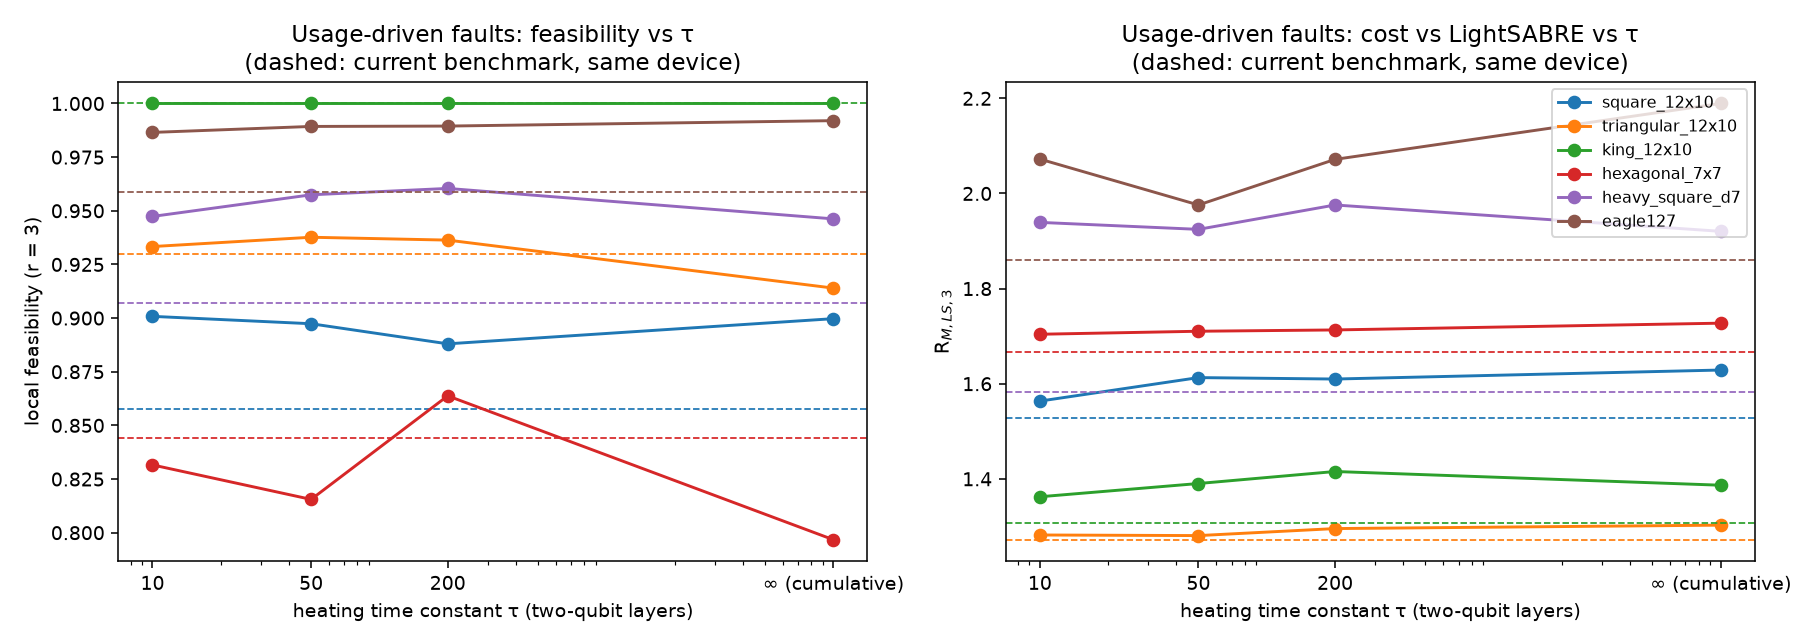 Usage-driven faults: feasibility vs τ
(dashed: current benchmark, same device)
1.000
0.975
0.950
0.925
0.900
0.875
0.850
0.825
0.800
local feasibility (r = 3)
10
50
200
∞ (cumulative)
heating time constant τ (two-qubit layers)
Usage-driven faults: cost vs LightSABRE vs τ
(dashed: current benchmark, same device)
2.2
2.0
1.8
1.6
1.4
R_{M, LS, 3}
square_12x10
triangular_12x10
king_12x10
hexagonal_7x7
heavy_square_d7
eagle127
10
50
200
∞ (cumulative)
heating time constant τ (two-qubit layers)